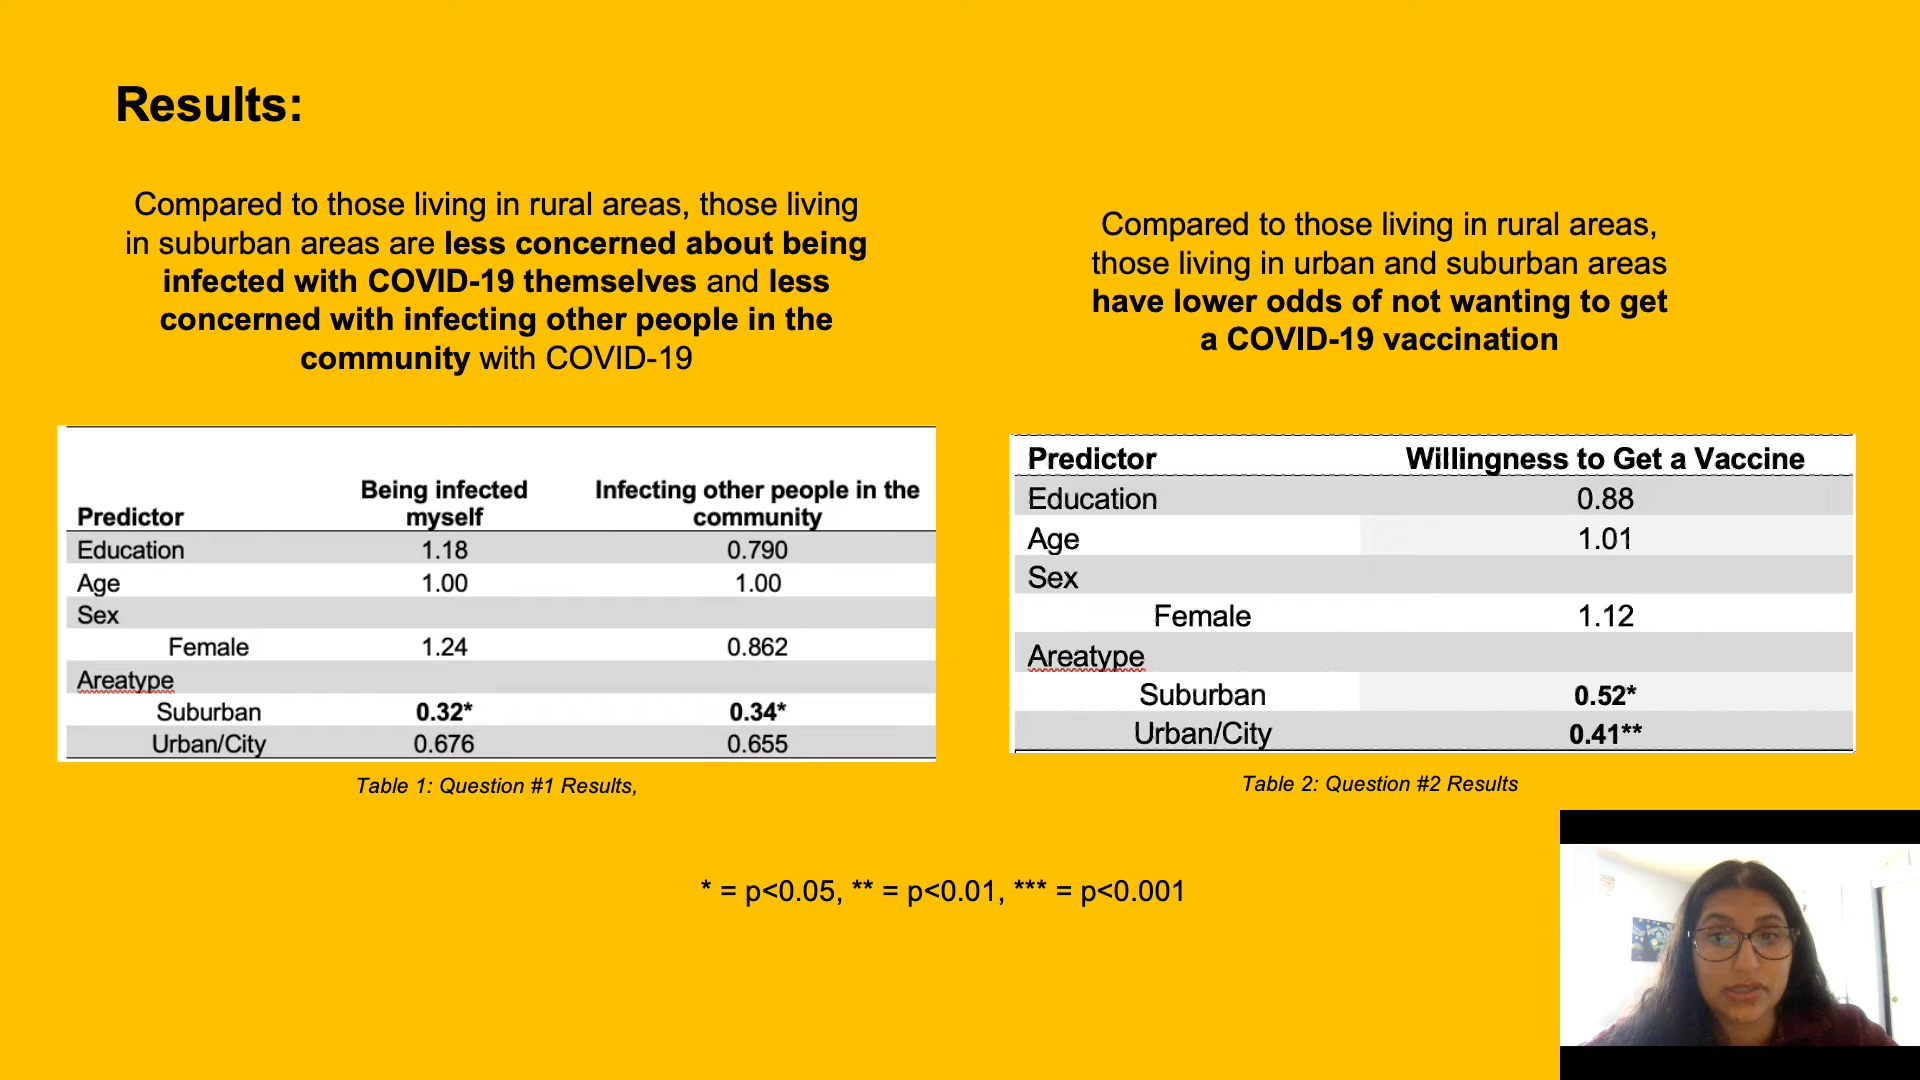 Results:
Compared to those living in rural areas, those living
in suburban areas are less concerned about being
infected with COVID-19 themselves and less
concerned with infecting other people in the
community with COVID-19
Compared to those living in rural areas,
those living in urban and suburban areas
have lower odds of not wanting to get
a COVID-19 vaccination
Predictor Being infected myself Infecting other people in the community
Education 1.18 0.790
Age 1.00 1.00
Sex
Female 1.24 0.862
Areatype
Suburban 0.32* 0.34*
Urban/City 0.676 0.655
Table 1: Question #1 Results,
Predictor Willingness to Get a Vaccine
Education 0.88
Age 1.01
Sex
Female 1.12
Areatype
Suburban 0.52*
Urban/City 0.41**
Table 2: Question #2 Results
* = p<0.05, ** = p<0.01, *** = p<0.001